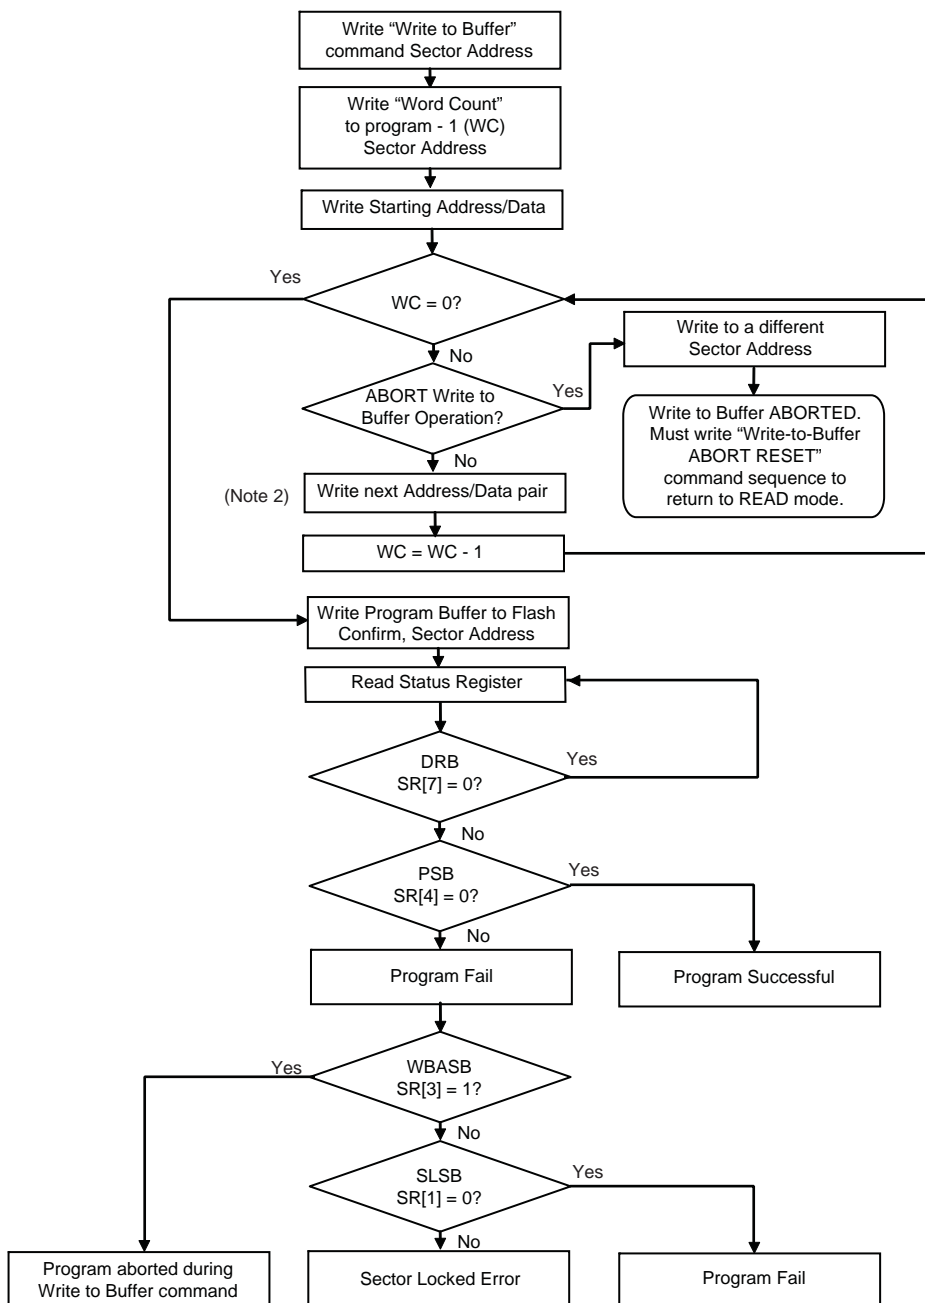 Write “Write to Buffer”
command Sector Address
Write “Word Count”
to program - 1 (WC)
Sector Address
Write Starting Address/Data
Yes
WC = 0?
No
Write to a different
Sector Address
ABORT Write to
Buffer Operation?
Yes
No
Write to Buffer ABORTED.
Must write “Write-to-Buffer
ABORT RESET”
command sequence to
return to READ mode.
(Note 2)
Write next Address/Data pair
WC = WC - 1
Write Program Buffer to Flash
Confirm, Sector Address
Read Status Register
DRB
SR[7] = 0?
Yes
No
PSB
SR[4] = 0?
Yes
No
Program Fail
Program Successful
Yes
WBASB
SR[3] = 1?
No
SLSB
SR[1] = 0?
Yes
No
Program aborted during
Write to Buffer command
Sector Locked Error
Program Fail